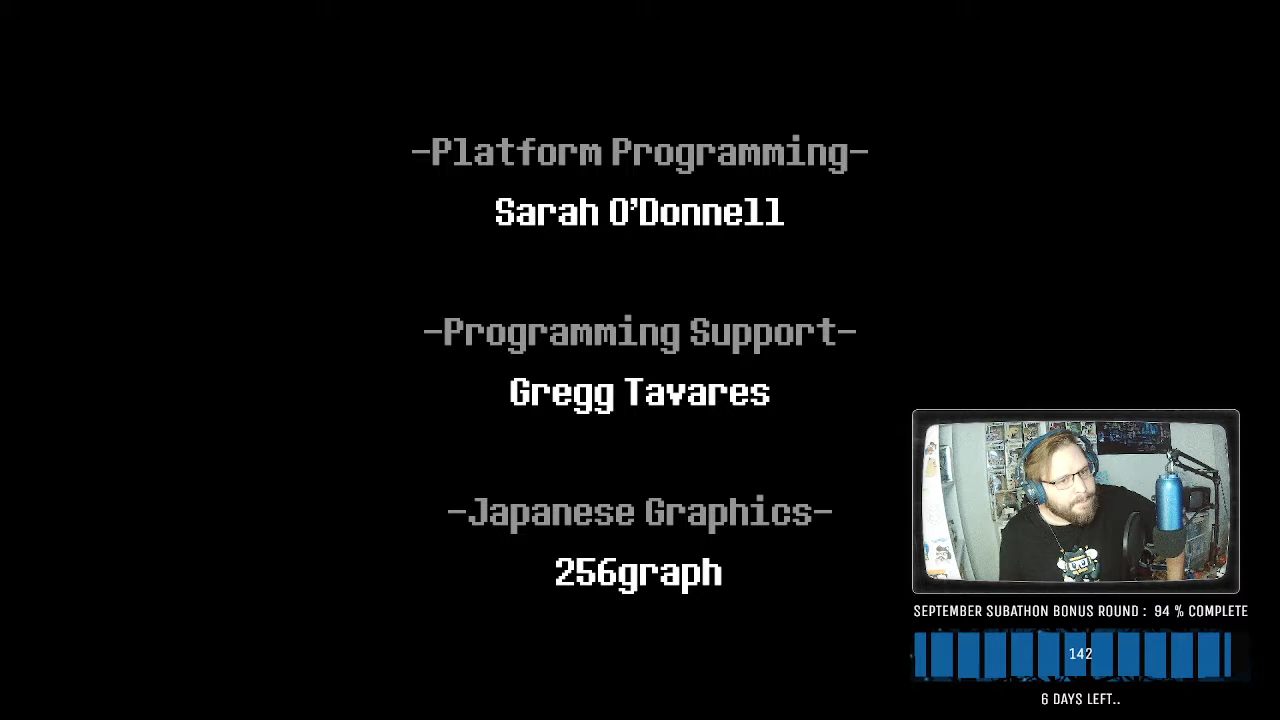 -Platform Programming-
Sarah O'Donnell
-Programming Support-
Gregg Tavares
-Japanese Graphics-
256graph
SEPTEMBER SUBATHON BONUS ROUND : 94 % COMPLETE
142
6 DAYS LEFT..